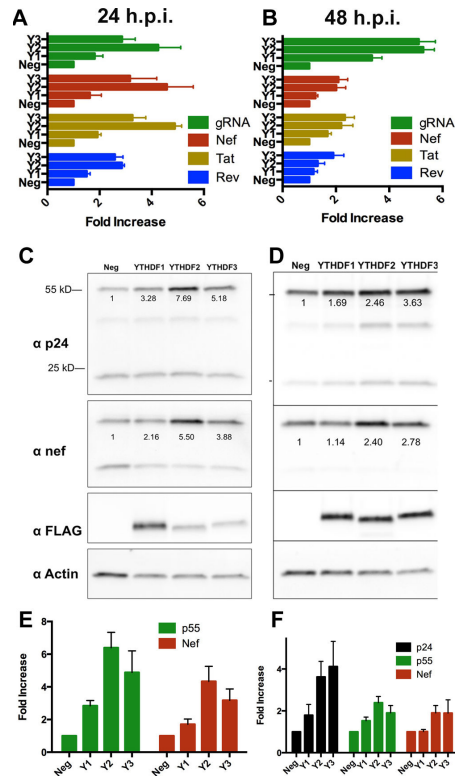 A 24 h.p.i.
Y3
Y2
Y1
Neg
Y3
Y2
Y1
Neg
Y3
Y2
Y1
Neg
Y3
Y2
Y1
Neg
gRNA
Nef
Tat
Rev
0 2 4 6
Fold Increase
B 48 h.p.i.
Y3
Y2
Y1
Neg
Y3
Y2
Y1
Neg
Y3
Y2
Y1
Neg
Y3
Y2
Y1
Neg
gRNA
Nef
Tat
Rev
0 2 4 6
Fold Increase
C
Neg YTHDF1 YTHDF2 YTHDF3
55 kD
1 3.28 7.69 5.18
α p24
25 kD
1 2.16 5.50 3.88
α nef
α FLAG
α Actin
D
Neg YTHDF1 YTHDF2 YTHDF3
1 1.69 2.46 3.63
1 1.14 2.40 2.78
E
8
6
4
2
0
Fold Increase
p55
Nef
Neg Y1 Y2 Y3 Neg Y1 Y2 Y3
F
4
2
0
Fold Increase
p24
p55
Nef
Neg Y1 Y2 Y3 Neg Y1 Y2 Y3 Neg Y1 Y2 Y3